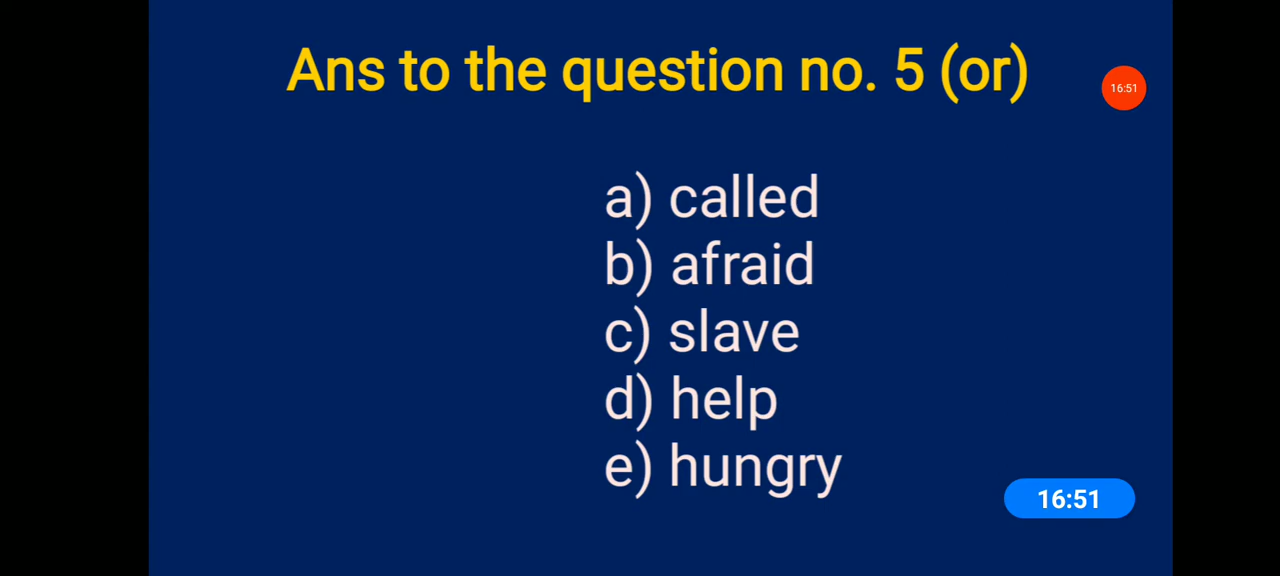 Ans to the question no. 5 (or)
16:51
a) called
b) afraid
c) slave
d) help
e) hungry
16:51